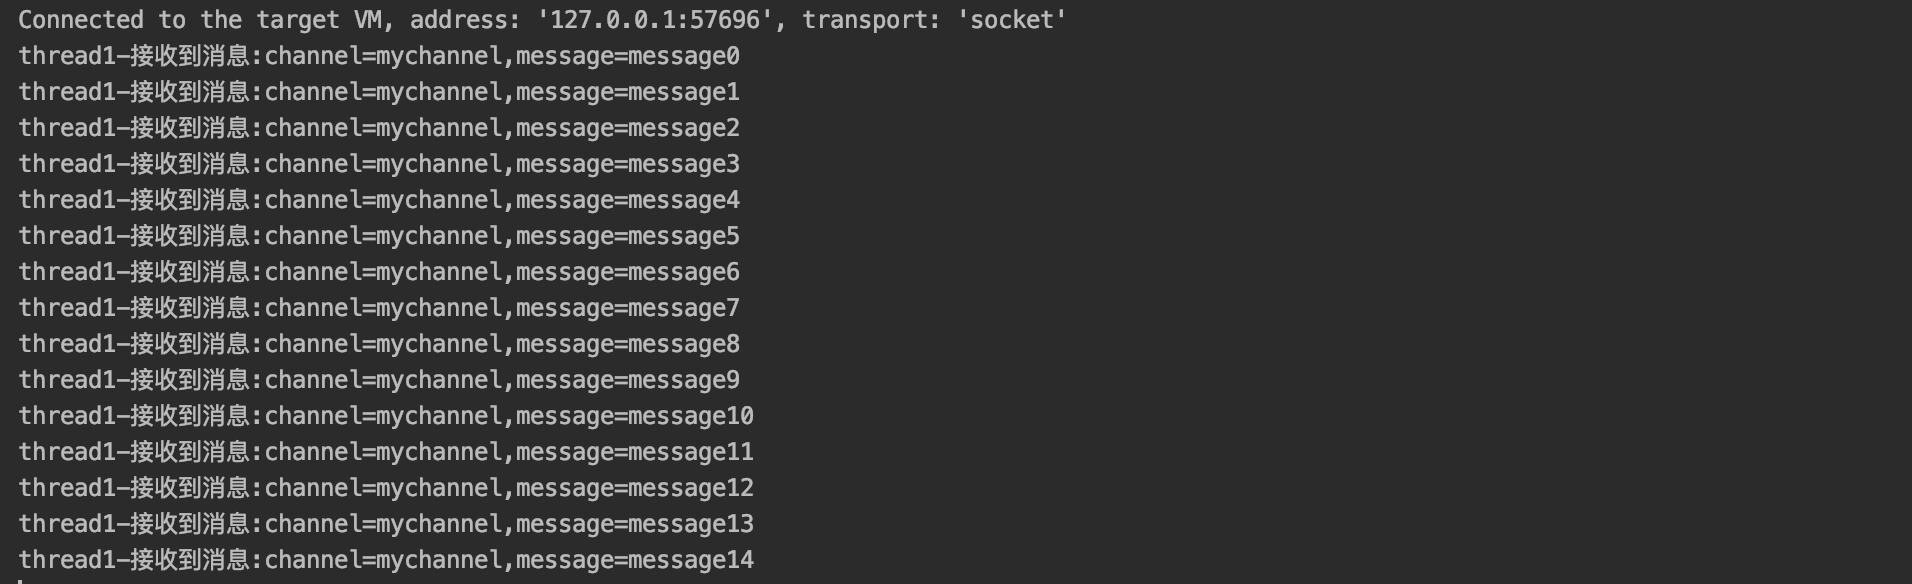 Connected to the target VM, address: '127.0.0.1:57696', transport: 'socket'
thread1-接收到消息:channel=mychannel,message=message0
thread1-接收到消息:channel=mychannel,message=message1
thread1-接收到消息:channel=mychannel,message=message2
thread1-接收到消息:channel=mychannel,message=message3
thread1-接收到消息:channel=mychannel,message=message4
thread1-接收到消息:channel=mychannel,message=message5
thread1-接收到消息:channel=mychannel,message=message6
thread1-接收到消息:channel=mychannel,message=message7
thread1-接收到消息:channel=mychannel,message=message8
thread1-接收到消息:channel=mychannel,message=message9
thread1-接收到消息:channel=mychannel,message=message10
thread1-接收到消息:channel=mychannel,message=message11
thread1-接收到消息:channel=mychannel,message=message12
thread1-接收到消息:channel=mychannel,message=message13
thread1-接收到消息:channel=mychannel,message=message14